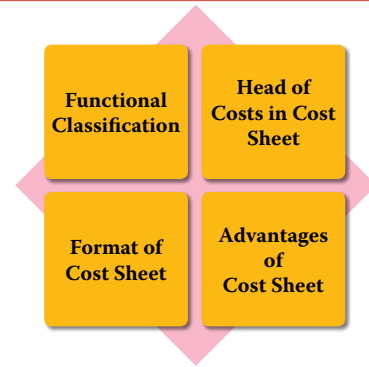 Functional
Classification
Head of
Costs in Cost
Sheet
Format of
Cost Sheet
Advantages
of
Cost Sheet